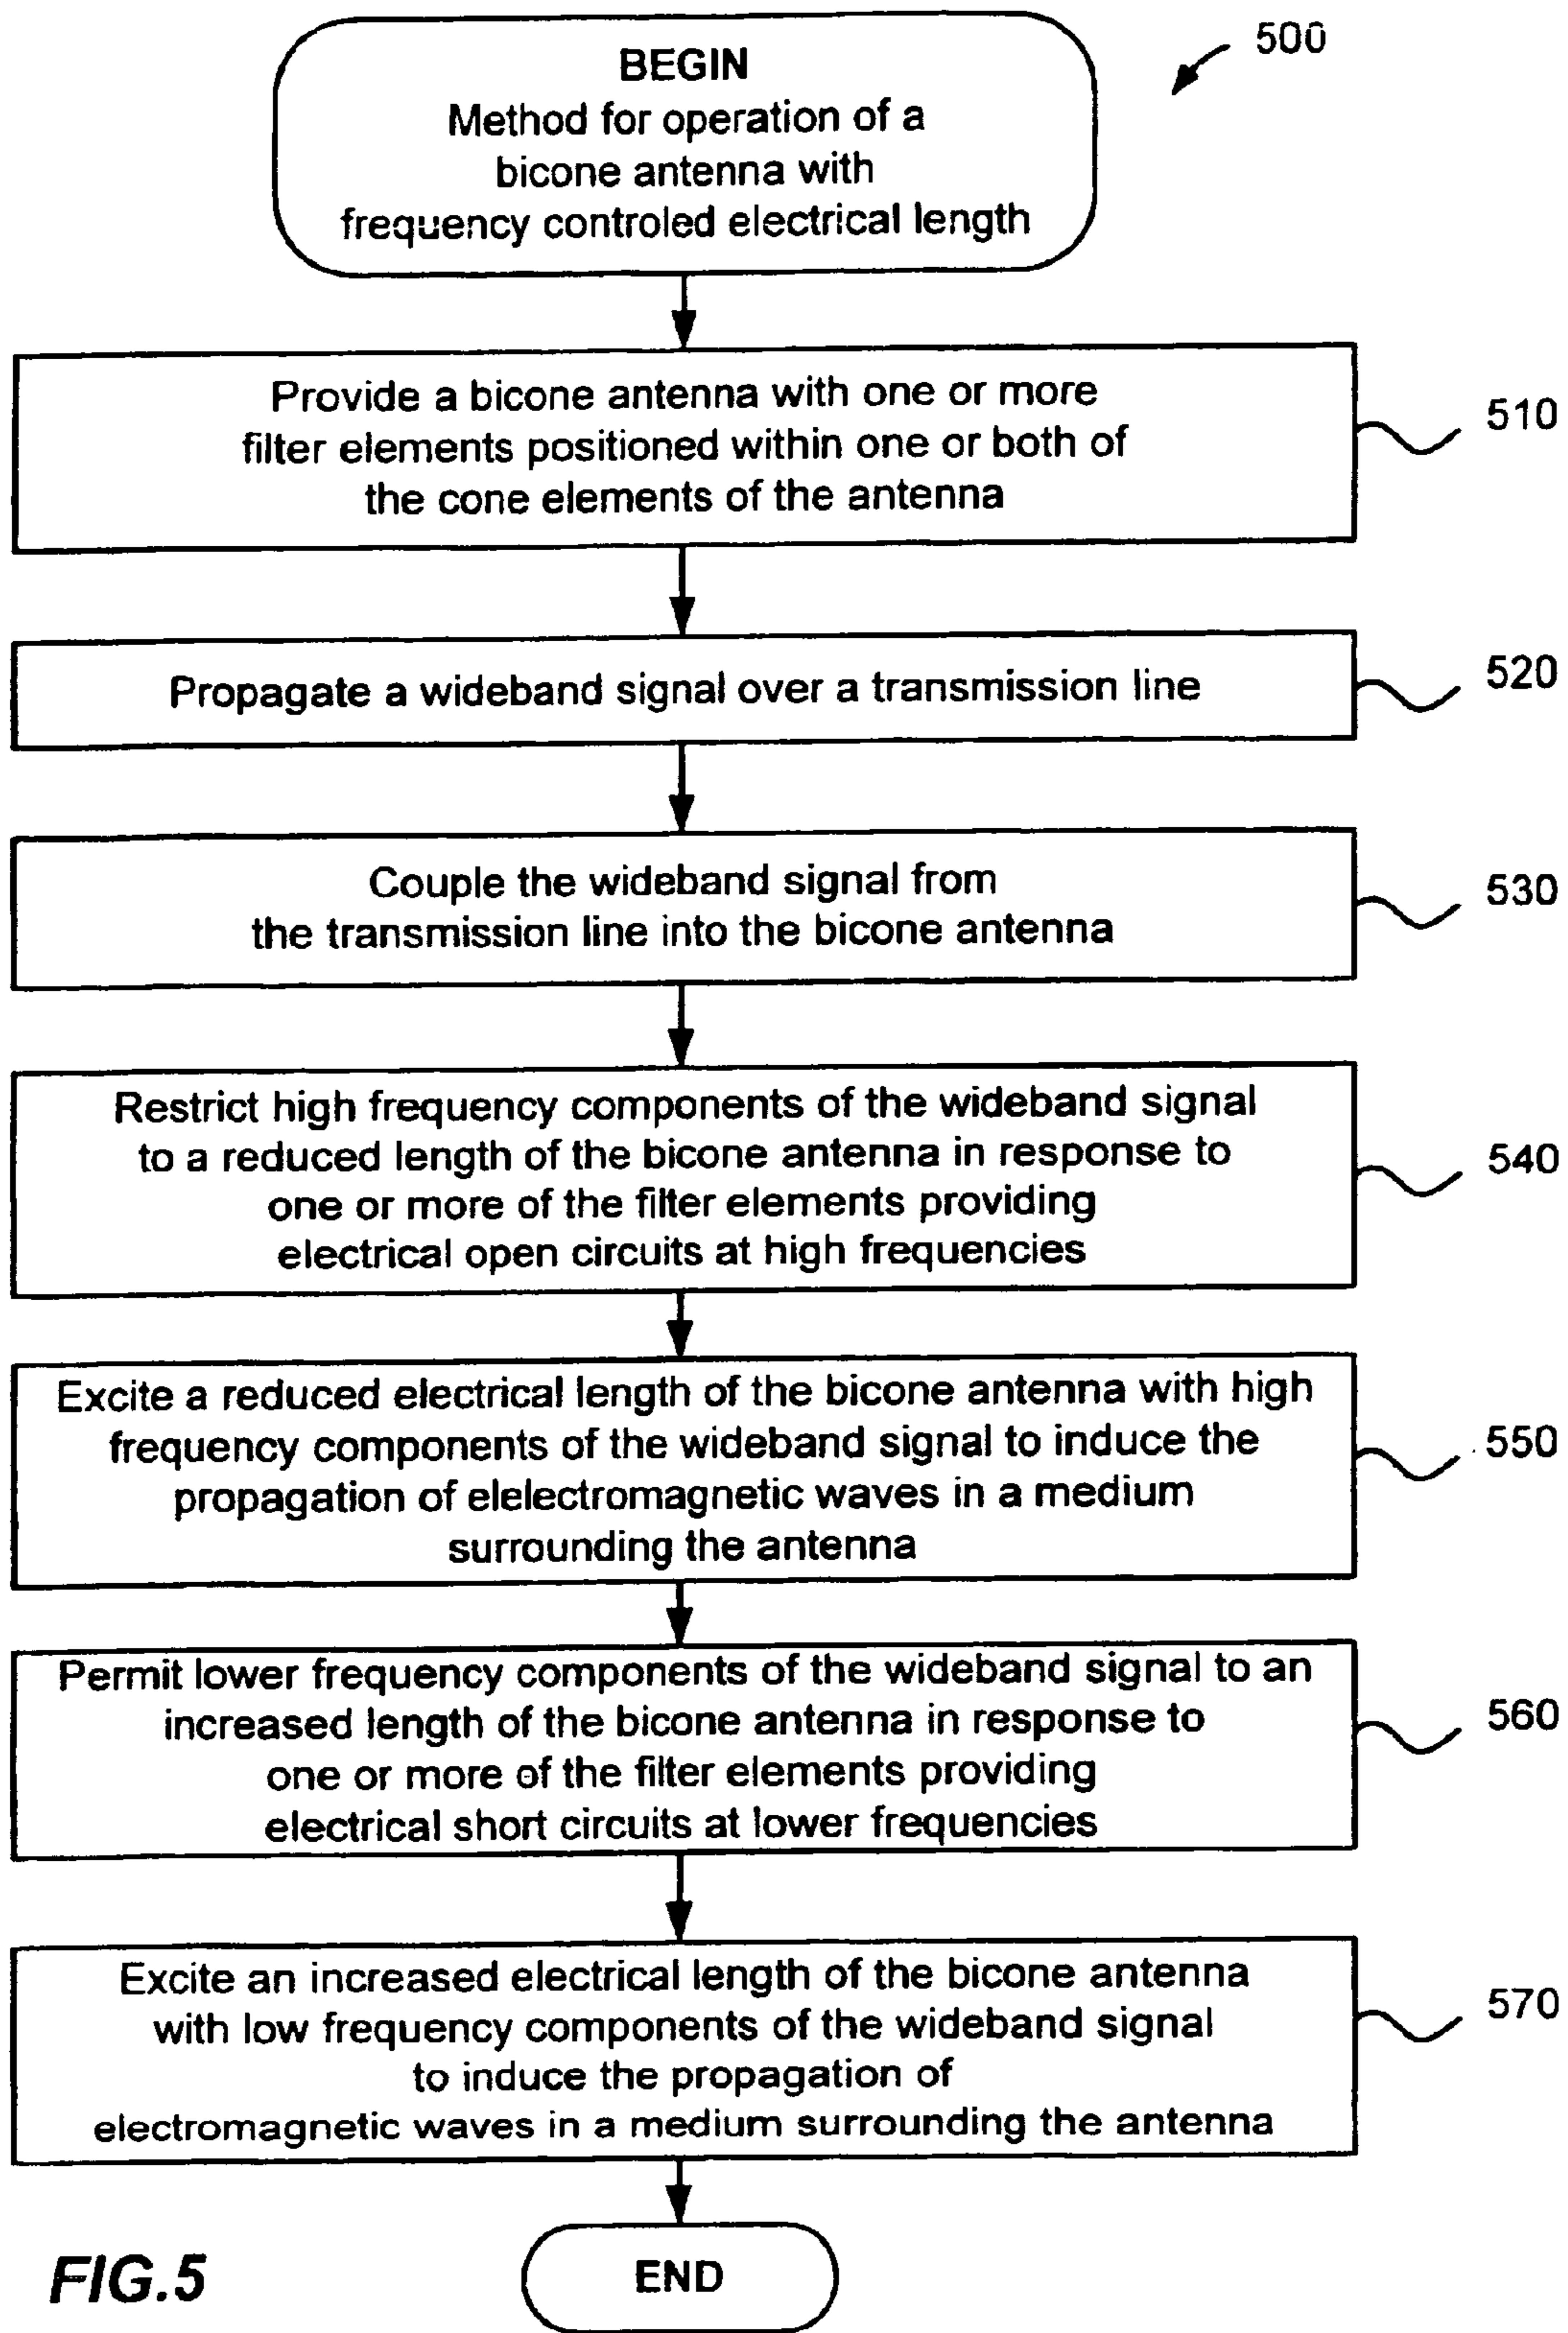 500
BEGIN
Method for operation of a
bicone antenna with
frequency controled electrical length
Provide a bicone antenna with one or more
filter elements positioned within one or both of
the cone elements of the antenna
510
Propagate a wideband signal over a transmission line
520
Couple the wideband signal from
the transmission line into the bicone antenna
530
Restrict high frequency components of the wideband signal
to a reduced length of the bicone antenna in response to
one or more of the filter elements providing
electrical open circuits at high frequencies
540
Excite a reduced electrical length of the bicone antenna with high
frequency components of the wideband signal to induce the
propagation of elelectromagnetic waves in a medium
surrounding the antenna
550
Permit lower frequency components of the wideband signal to an
increased length of the bicone antenna in response to
one or more of the filter elements providing
electrical short circuits at lower frequencies
560
Excite an increased electrical length of the bicone antenna
with low frequency components of the wideband signal
to induce the propagation of
electromagnetic waves in a medium surrounding the antenna
570
END
FIG.5